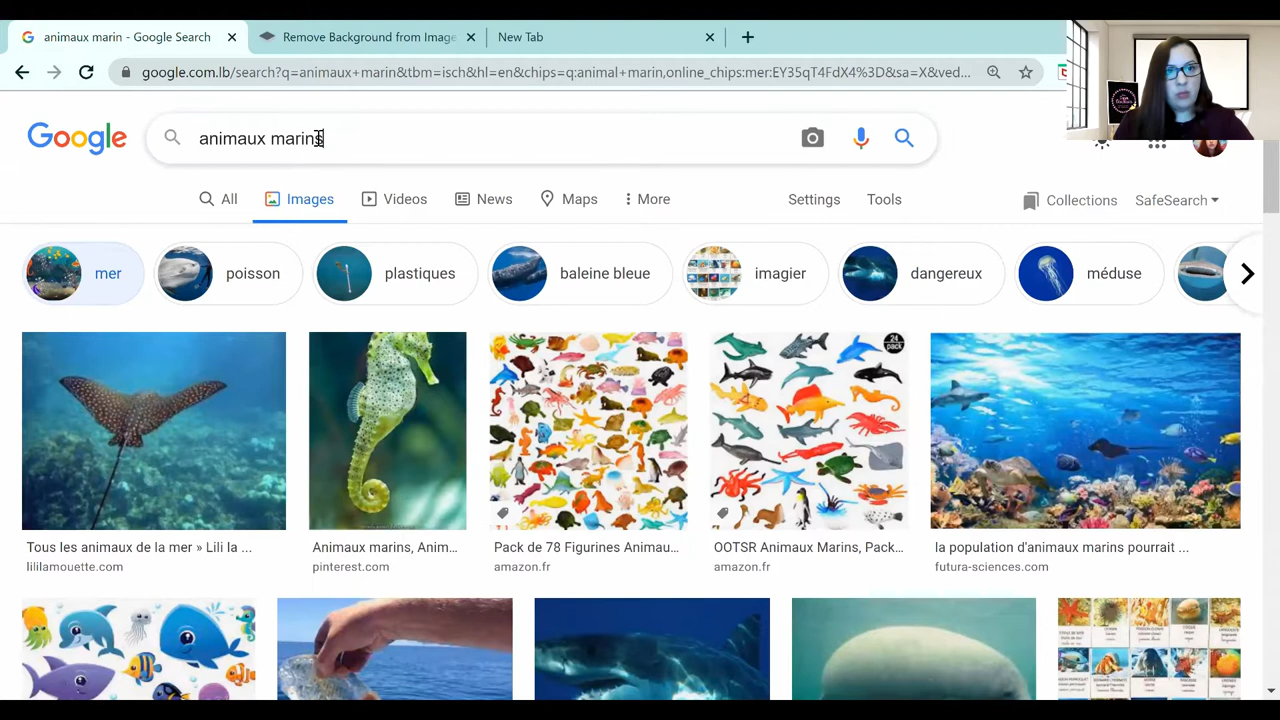 animaux marin - Google Search
Remove Background from Image
New Tab
google.com.lb/search?q=animaux+marin&tbm=isch&hl=en&chips=q:animal+marin,online_chips:mer:EY35qT4FdX4%3D&sa=X&ved...
Google
animaux marins
All
Images
Videos
News
Maps
More
Settings
Tools
Collections
SafeSearch
mer
poisson
plastiques
baleine bleue
imagier
dangereux
méduse
24 pack
Tous les animaux de la mer » Lili la ...
lililamouette.com
Animaux marins, Anim...
pinterest.com
Pack de 78 Figurines Animau...
amazon.fr
OOTSR Animaux Marins, Pack...
amazon.fr
la population d'animaux marins pourrait ...
futura-sciences.com